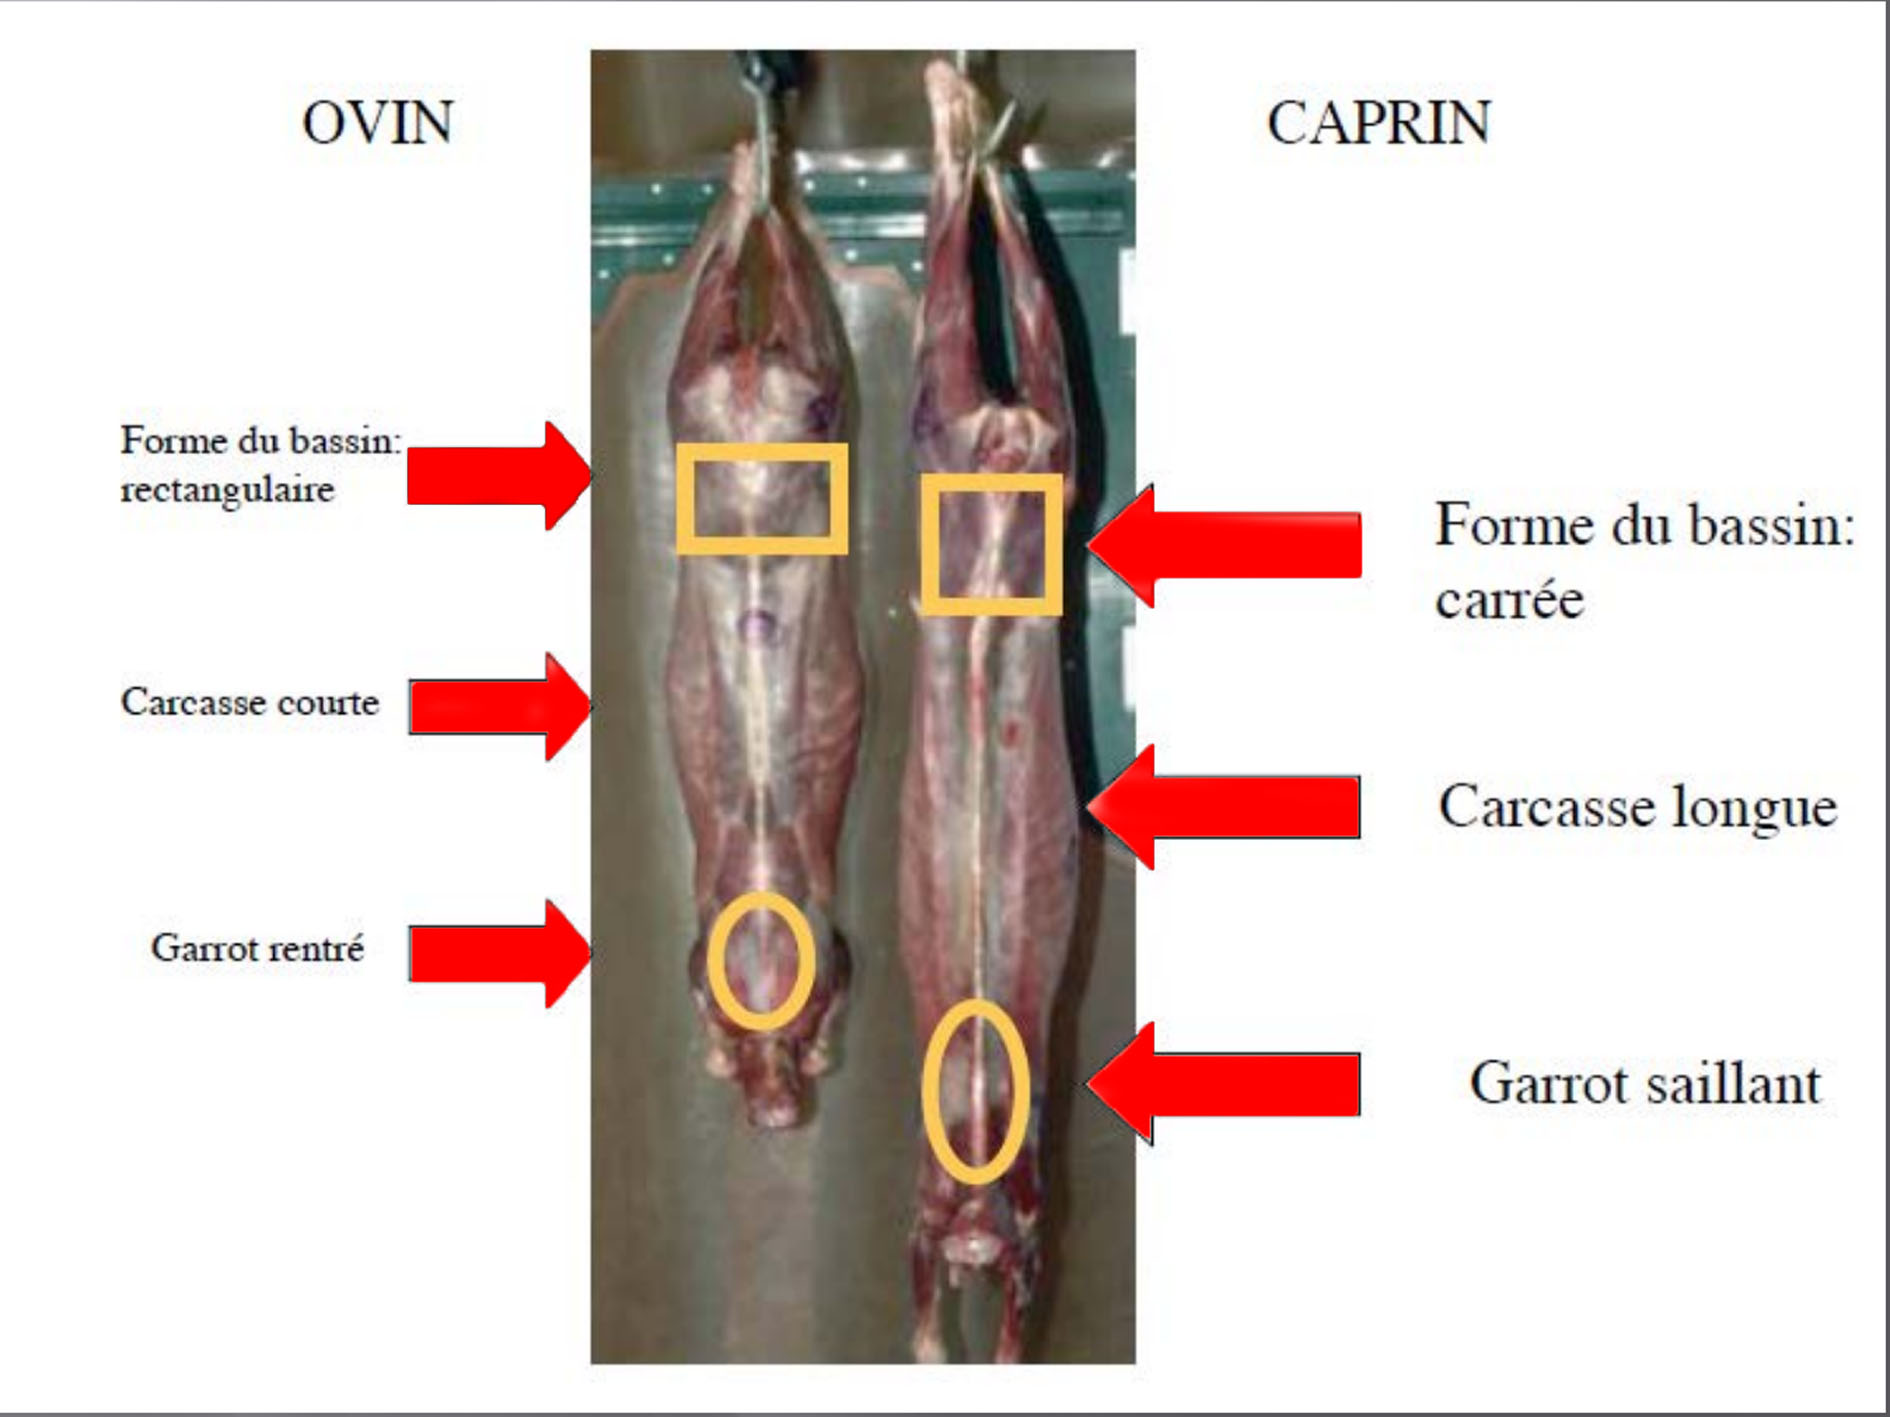 OVIN
CAPRIN
Forme du bassin:
rectangulaire
Carcasse courte
Garrot rentré
Forme du bassin:
carrée
Carcasse longue
Garrot saillant